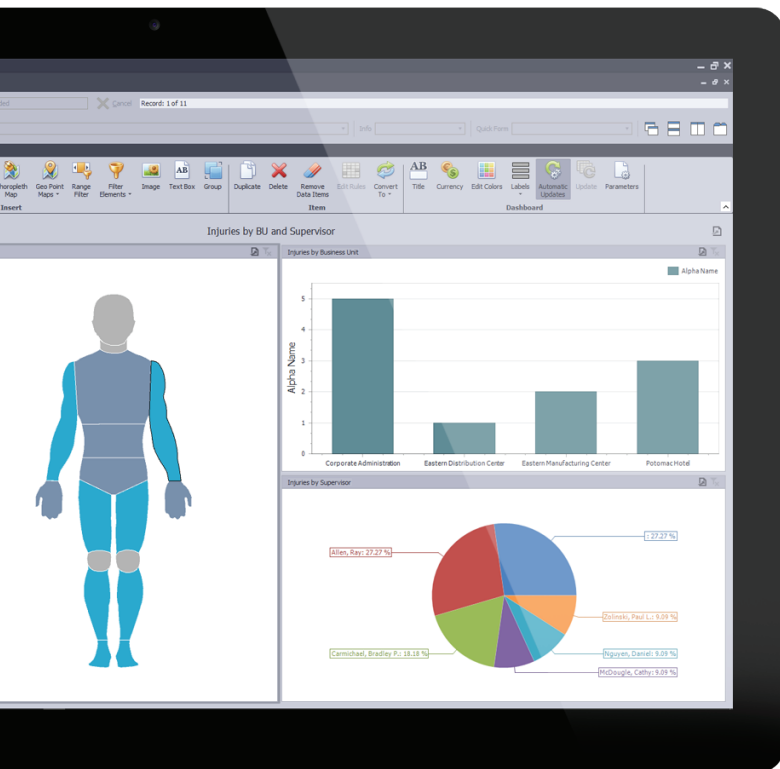 Cancel Record: 1 of 11
Info
Quick Form
Choropleth Map
Geo Point Maps
Range Filter
Filter Elements
Image
Text Box
Group
Duplicate
Delete
Remove Data Items
Edit Rules
Convert To
AB
Title
Currency
Edit Colors
Labels
Automatic Updates
Update
Parameters
Insert
Item
Dashboard
Injuries by BU and Supervisor
Injuries by Business Unit
Alpha Name
5
4
3
2
1
0
Alpha Name
Corporate Administration
Eastern Distribution Center
Eastern Manufacturing Center
Potomac Hotel
Injuries by Supervisor
: 27.27 %
Allen, Ray: 27.27 %
Zolinski, Paul L.: 9.09 %
Carmichael, Bradley P.: 18.18 %
Nguyen, Daniel: 9.09 %
McDougle, Cathy: 9.09 %